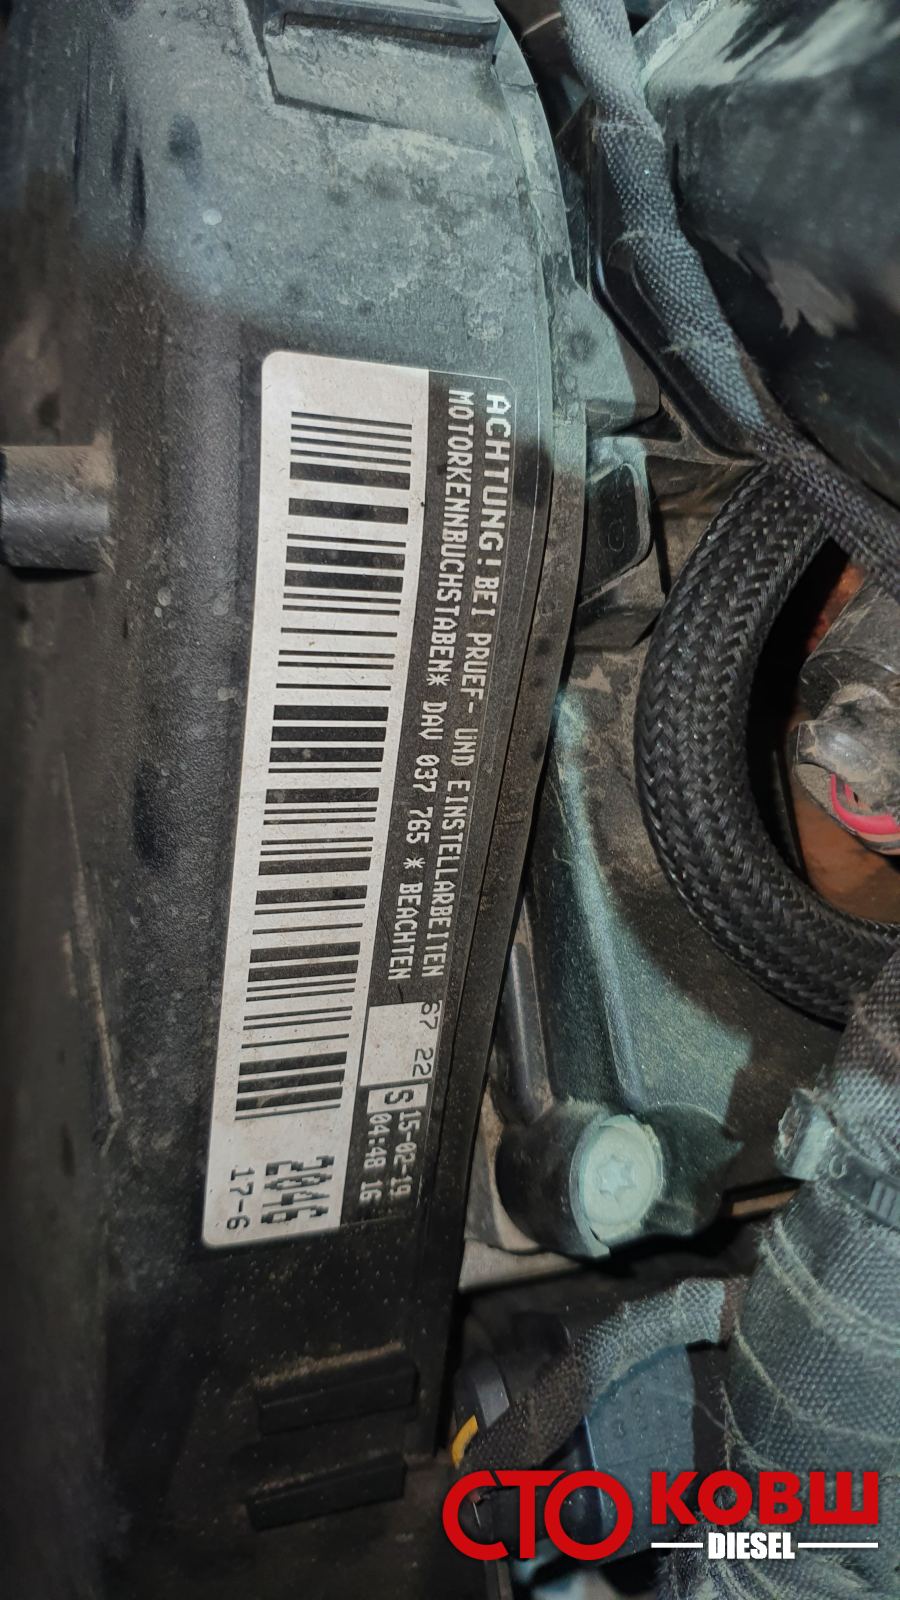 ACHTUNG! BEI PRUEF- UND EINSTELLARBEITEN
MOTORKENNBUCHSTABEN* DAV 037 765 * BEACHTEN
67 22
S
15-02-19
04:48 16
2046
17-6
СТО КОВШ
DIESEL